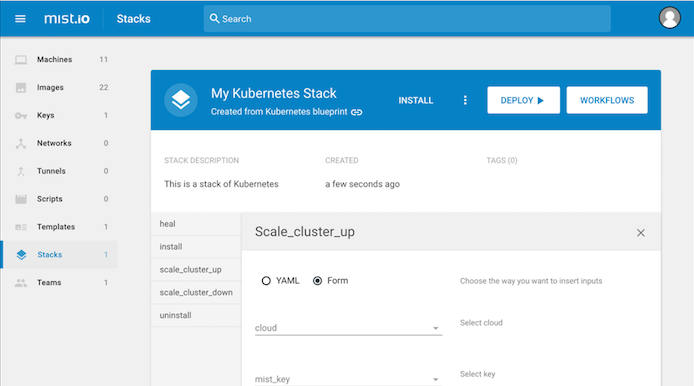 mist.io
Stacks
Search
Machines 11
Images 22
Keys 1
Networks 0
Tunnels 0
Scripts 0
Templates 1
Stacks 1
Teams 1
My Kubernetes Stack
Created from Kubernetes blueprint
INSTALL
DEPLOY
WORKFLOWS
STACK DESCRIPTION CREATED TAGS (0)
This is a stack of Kubernetes a few seconds ago
heal
install
scale_cluster_up
scale_cluster_down
uninstall
Scale_cluster_up
YAML Form Choose the way you want to insert inputs
cloud Select cloud
mist_key Select key